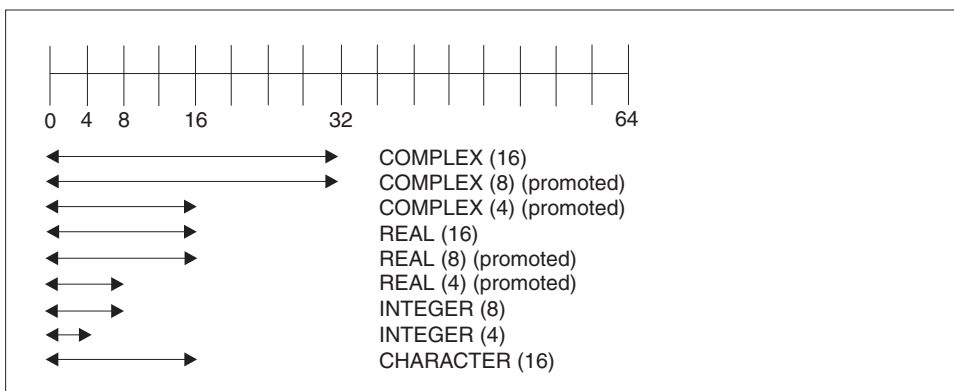 0 4 8 16 32 64
COMPLEX (16)
COMPLEX (8) (promoted)
COMPLEX (4) (promoted)
REAL (16)
REAL (8) (promoted)
REAL (4) (promoted)
INTEGER (8)
INTEGER (4)
CHARACTER (16)